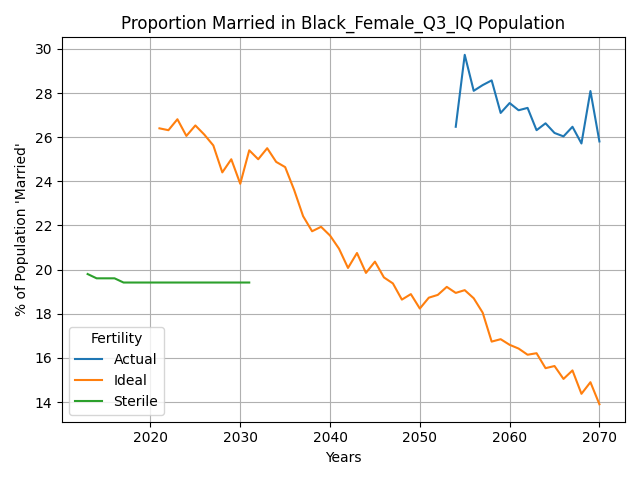 Proportion Married in Black_Female_Q3_IQ Population
% of Population 'Married'
30
28
26
24
22
20
18
16
14
Fertility
Actual
Ideal
Sterile
2020 2030 2040 2050 2060 2070
Years